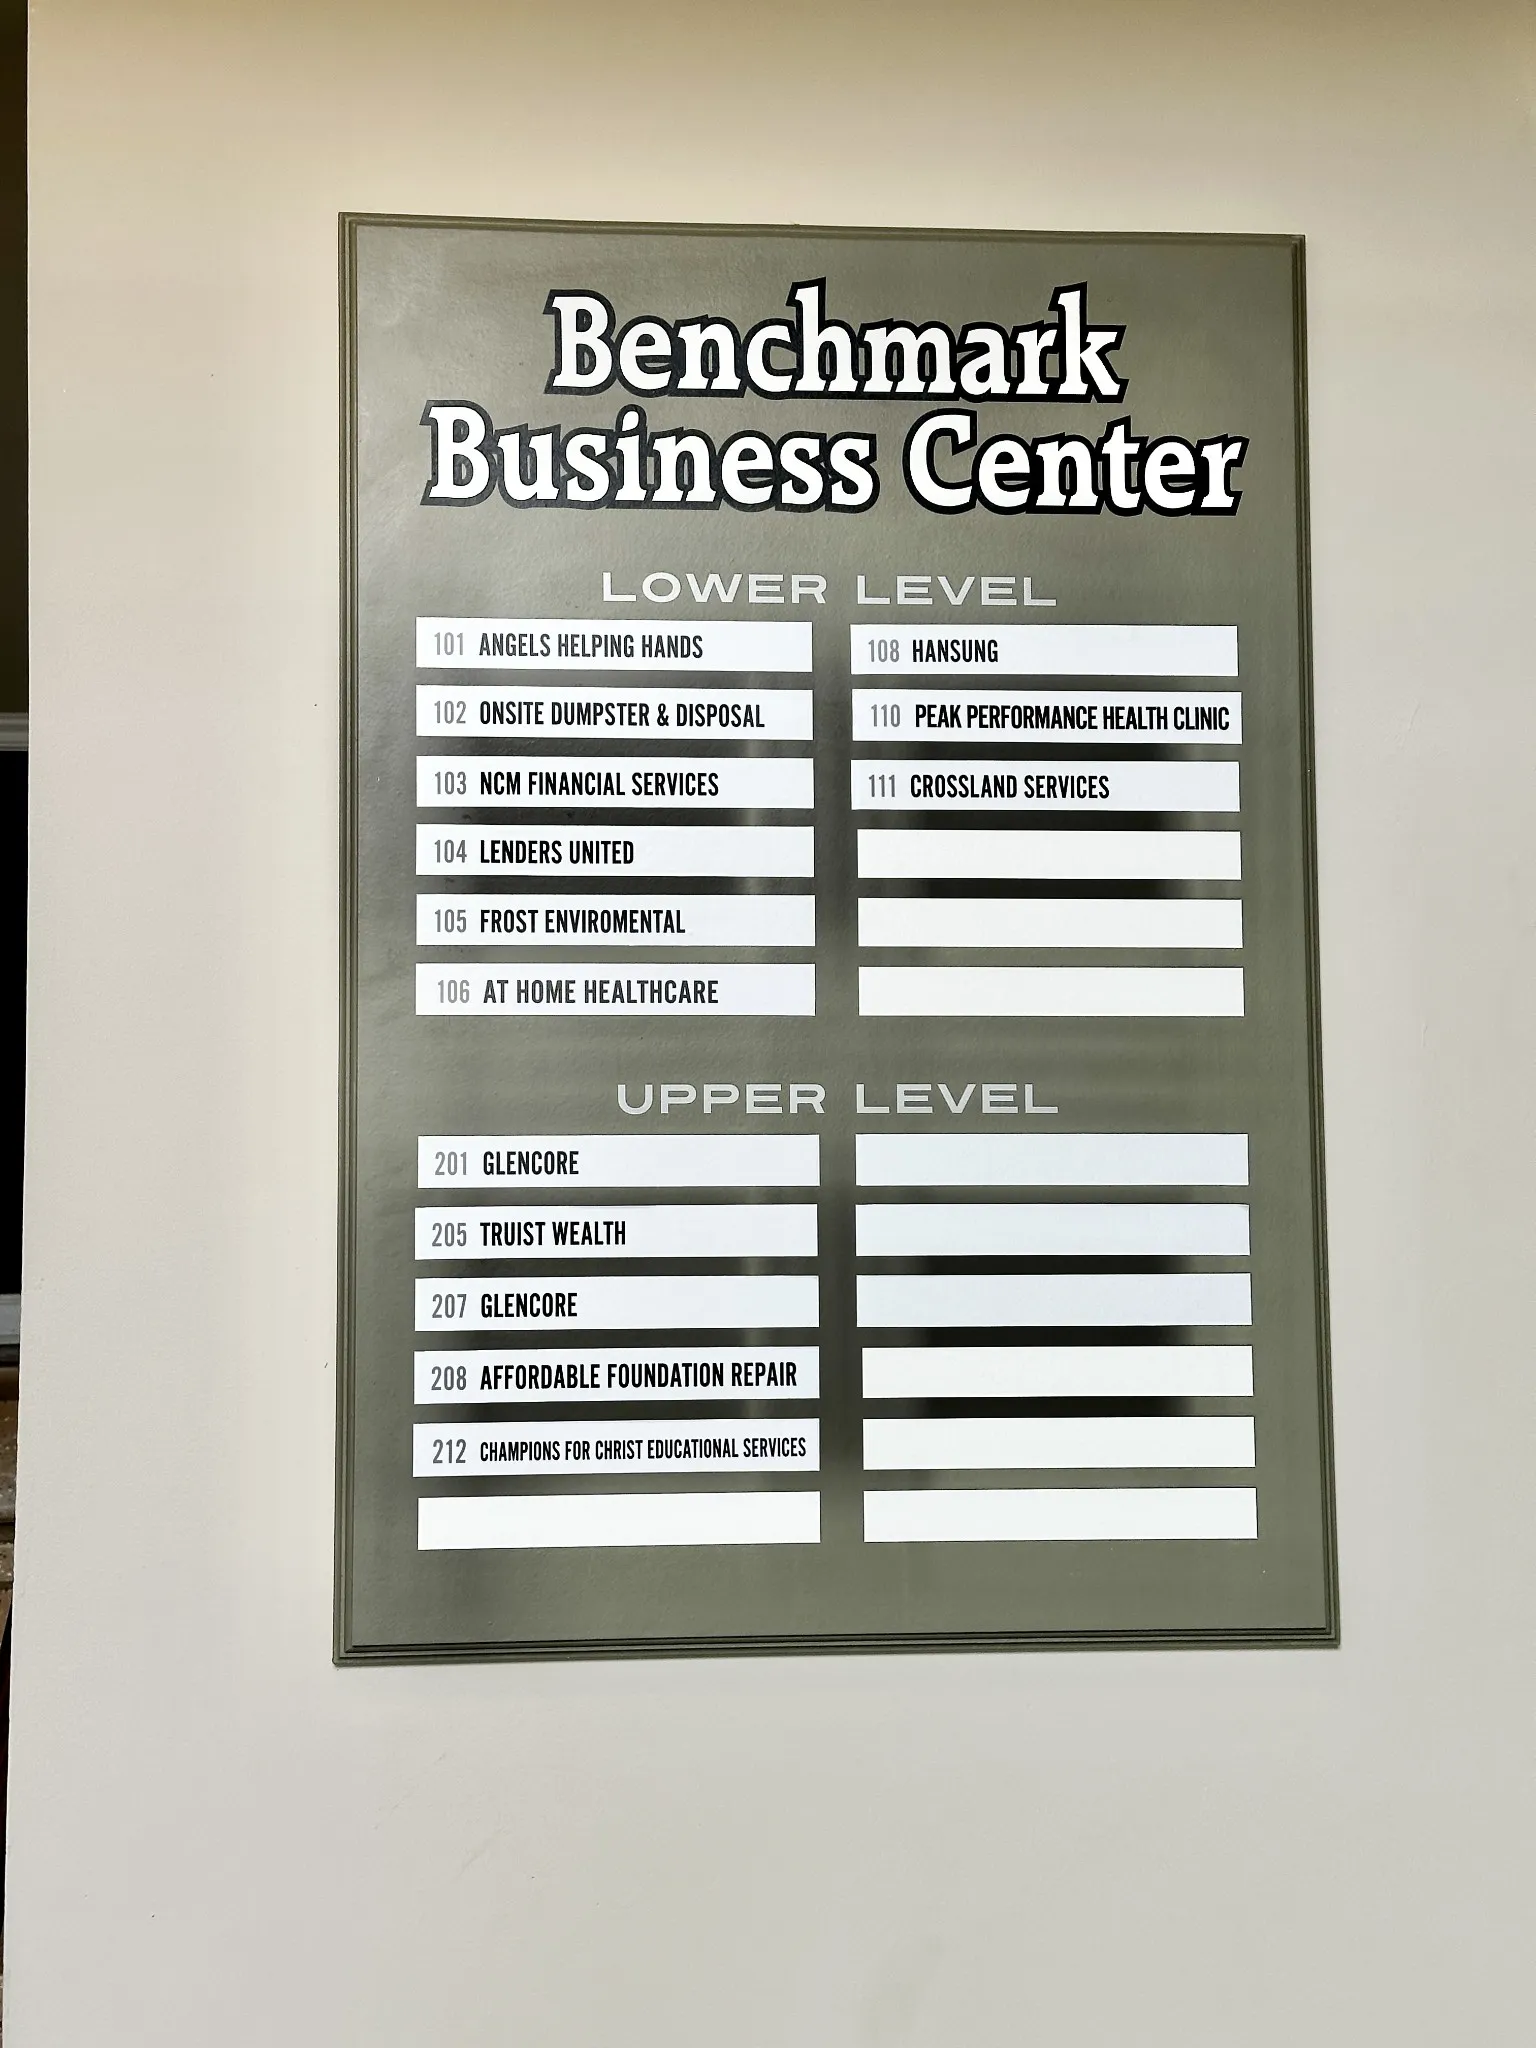 Benchmark
Business Center
LOWER LEVEL
101 ANGELS HELPING HANDS
102 ONSITE DUMPSTER & DISPOSAL
103 NCM FINANCIAL SERVICES
104 LENDERS UNITED
105 FROST ENVIROMENTAL
106 AT HOME HEALTHCARE
108 HANSUNG
110 PEAK PERFORMANCE HEALTH CLINIC
111 CROSSLAND SERVICES
UPPER LEVEL
201 GLENCORE
205 TRUIST WEALTH
207 GLENCORE
208 AFFORDABLE FOUNDATION REPAIR
212 CHAMPIONS FOR CHRIST EDUCATIONAL SERVICES